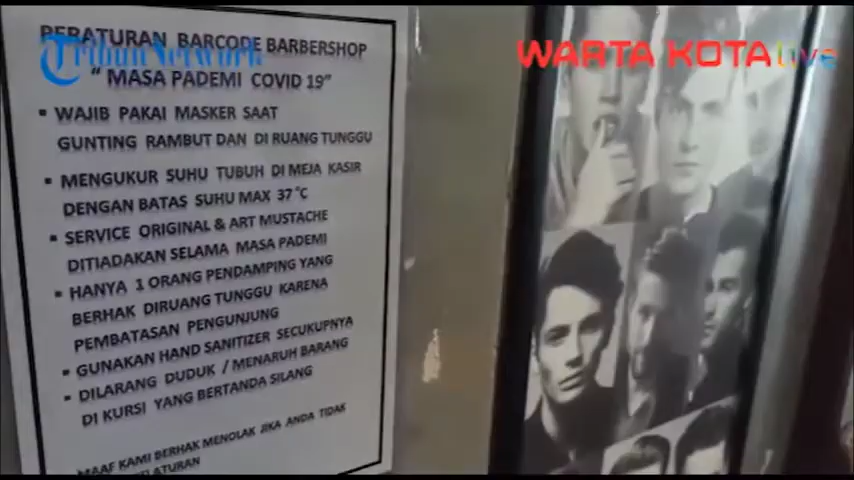 PERATURAN BARCODE BARBERSHOP
Tribun Network
WARTA KOTA live
" MASA PADEMI COVID 19"
• WAJIB PAKAI MASKER SAAT
GUNTING RAMBUT DAN DI RUANG TUNGGU
• MENGUKUR SUHU TUBUH DI MEJA KASIR
DENGAN BATAS SUHU MAX 37°C
• SERVICE ORIGINAL & ART MUSTACHE
DITIADAKAN SELAMA MASA PADEMI
• HANYA 1 ORANG PENDAMPING YANG
BERHAK DIRUANG TUNGGU KARENA
PEMBATASAN PENGUNJUNG
• GUNAKAN HAND SANITIZER SECUKUPNYA
• DILARANG DUDUK / MENARUH BARANG
DI KURSI YANG BERTANDA SILANG
MAAF KAMI BERHAK MENOLAK JIKA ANDA TIDAK